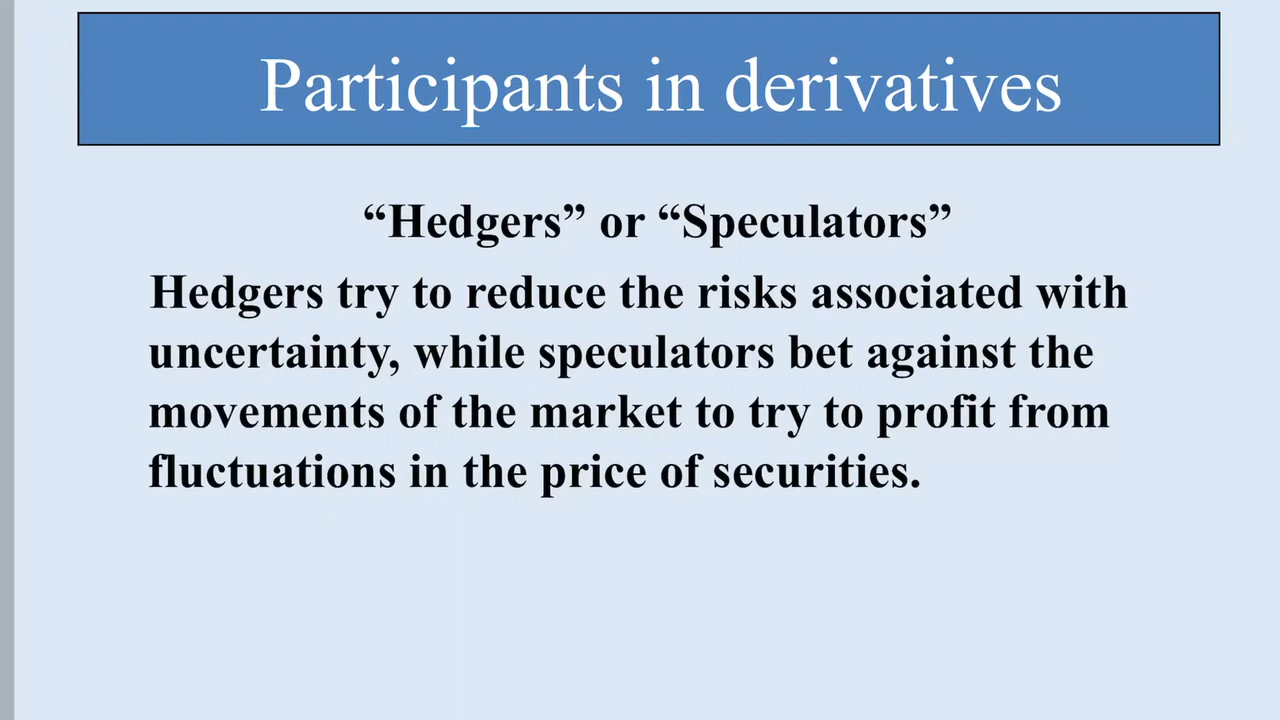 Participants in derivatives
“Hedgers” or “Speculators”
Hedgers try to reduce the risks associated with
uncertainty, while speculators bet against the
movements of the market to try to profit from
fluctuations in the price of securities.